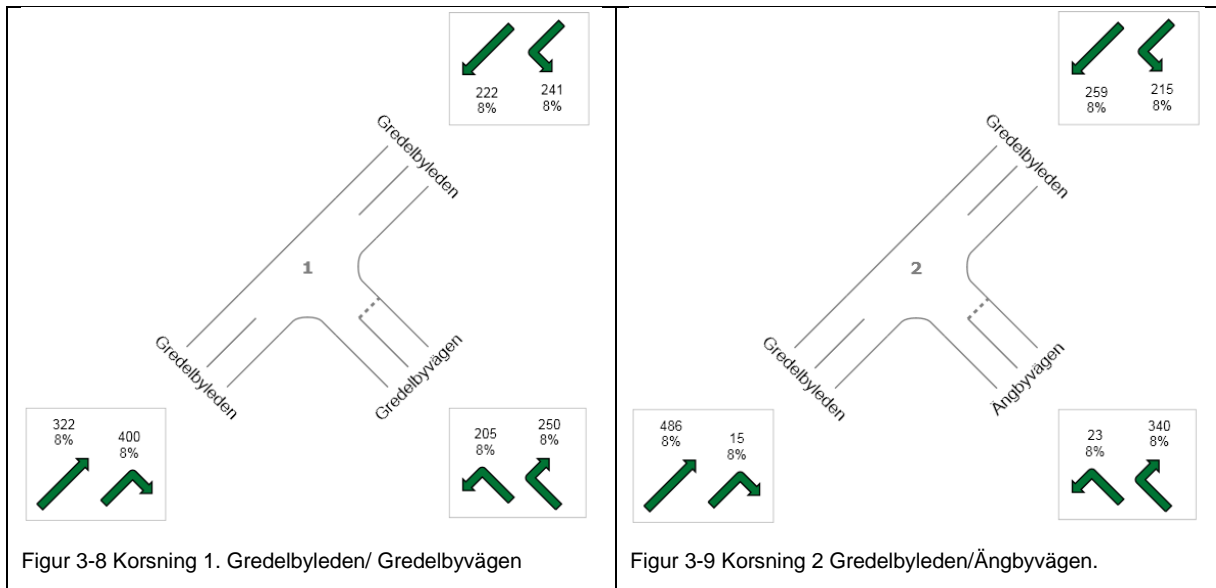 222 241
8% 8%
Gredelbyleden
1
Gredelbyleden
Gredelbyvägen
322 400
8% 8%
205 250
8% 8%
Figur 3-8 Korsning 1. Gredelbyleden/ Gredelbyvägen
259 215
8% 8%
Gredelbyleden
2
Gredelbyleden
Ängbyvägen
486 15
8% 8%
23 340
8% 8%
Figur 3-9 Korsning 2 Gredelbyleden/Ängbyvägen.